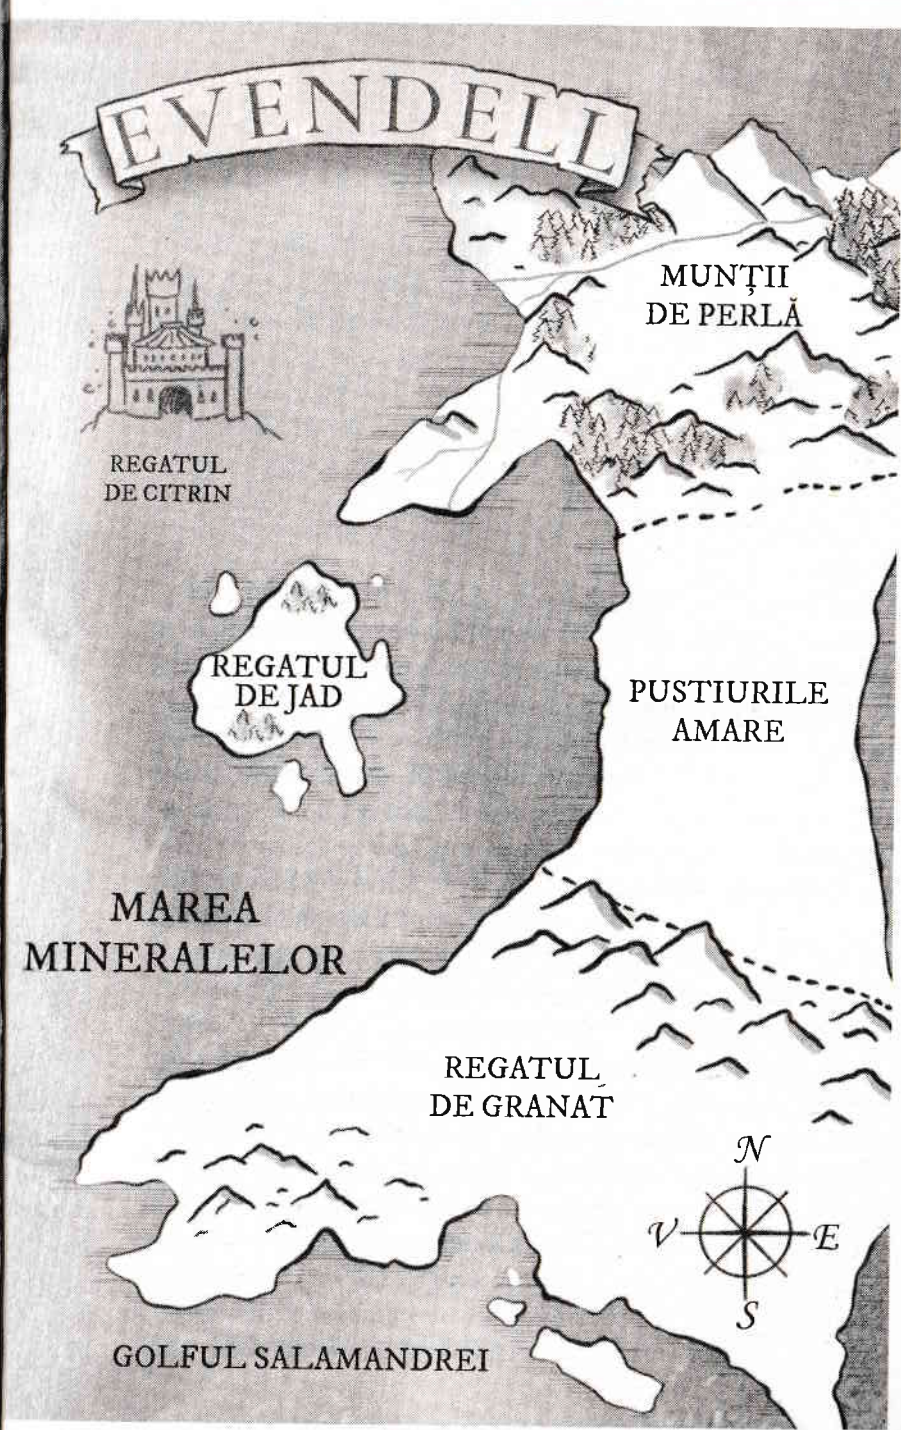 EVENDELL
MUNȚII
DE PERLĂ
REGATUL
DE CITRIN
REGATUL
DE JAD
PUSTIURILE
AMARE
MAREA
MINERALELOR
REGATUL
DE GRANAT
N
V
E
S
GOLFUL SALAMANDREI